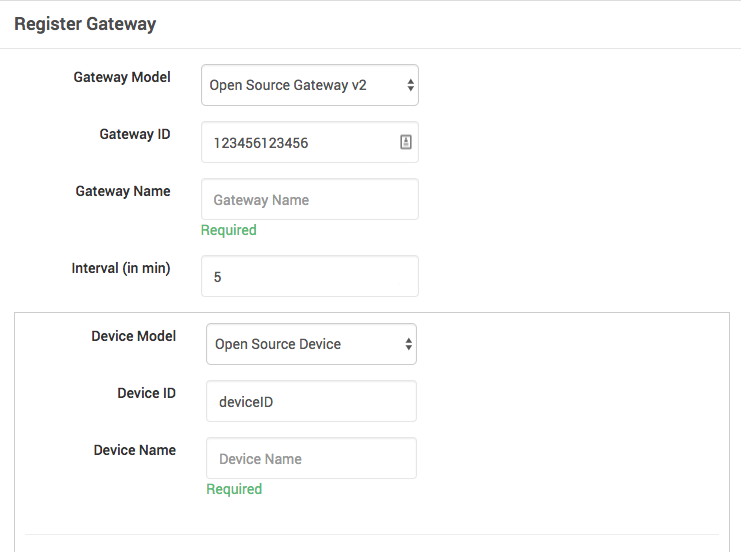 Register Gateway
Gateway Model
Open Source Gateway v2
Gateway ID
123456123456
Gateway Name
Gateway Name
Required
Interval (in min)
5
Device Model
Open Source Device
Device ID
deviceID
Device Name
Device Name
Required